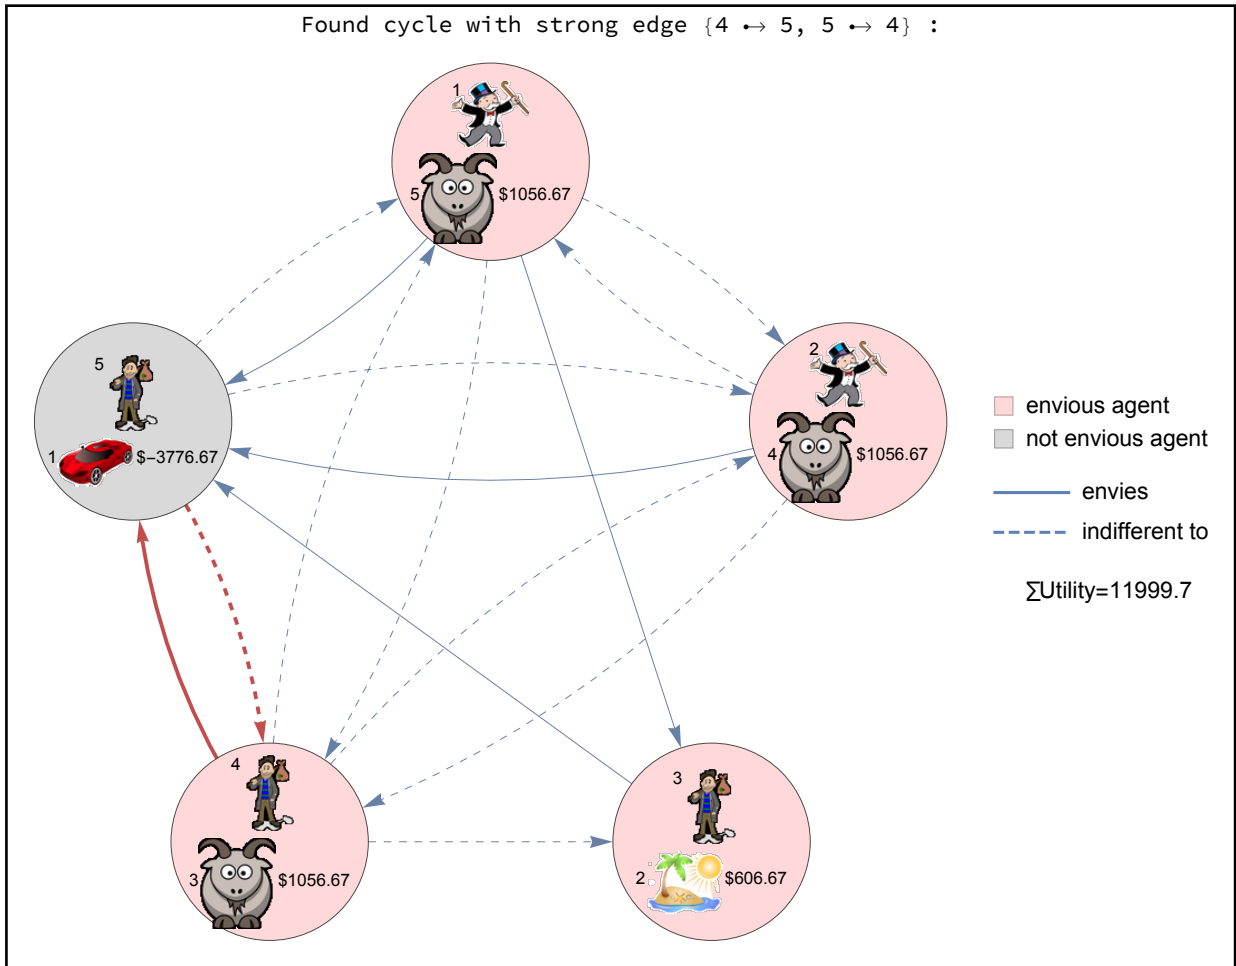 Found cycle with strong edge {4 ↦ 5, 5 ↦ 4} :
1
5 $1056.67
2
4 $1056.67
5
1 $-3776.67
envious agent
not envious agent
envies
indifferent to
∑Utility=11999.7
4
3 $1056.67
3
2 $606.67